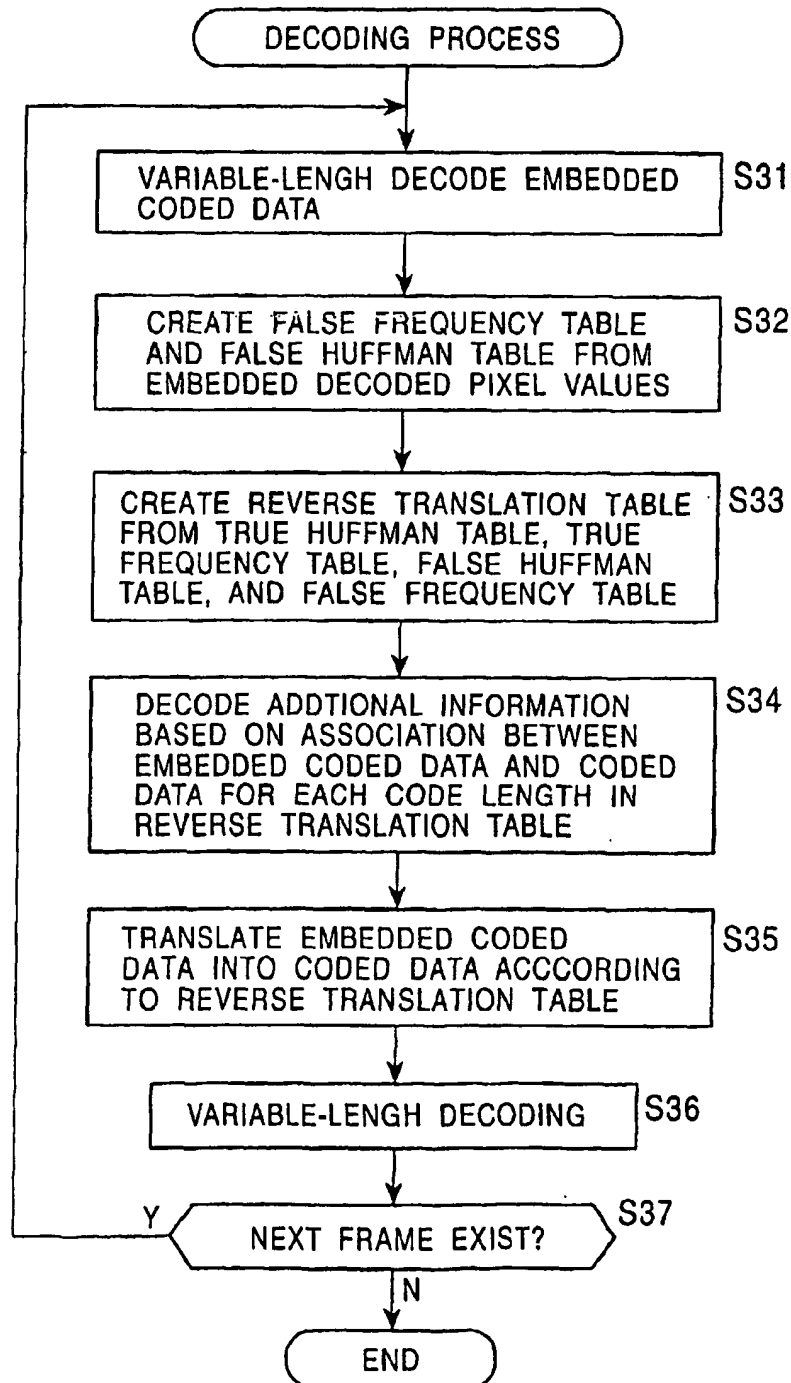 DECODING PROCESS
VARIABLE-LENGH DECODE EMBEDDED
CODED DATA
S31
CREATE FALSE FREQUENCY TABLE
AND FALSE HUFFMAN TABLE FROM
EMBEDDED DECODED PIXEL VALUES
S32
CREATE REVERSE TRANSLATION TABLE
FROM TRUE HUFFMAN TABLE, TRUE
FREQUENCY TABLE, FALSE HUFFMAN
TABLE, AND FALSE FREQUENCY TABLE
S33
DECODE ADDTIONAL INFORMATION
BASED ON ASSOCIATION BETWEEN
EMBEDDED CODED DATA AND CODED
DATA FOR EACH CODE LENGTH IN
REVERSE TRANSLATION TABLE
S34
TRANSLATE EMBEDDED CODED
DATA INTO CODED DATA ACCCORDING
TO REVERSE TRANSLATION TABLE
S35
VARIABLE-LENGH DECODING
S36
Y
NEXT FRAME EXIST?
S37
N
END